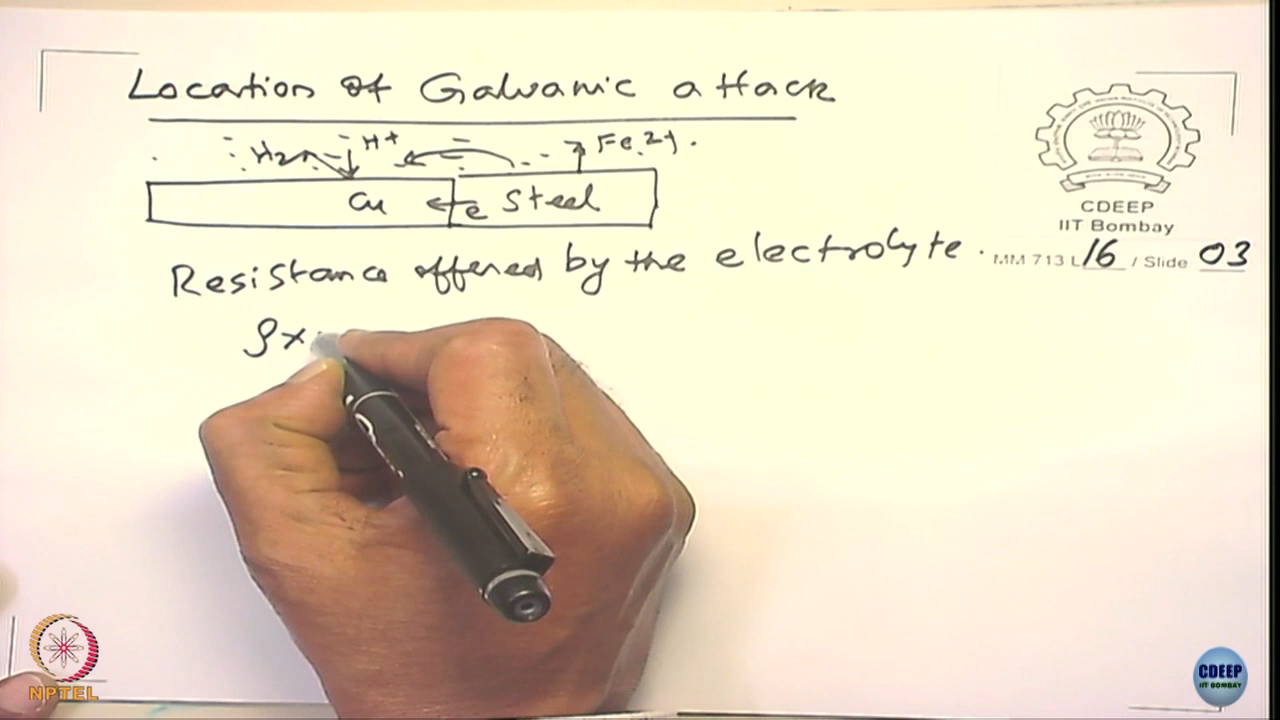 Location of Galvanic attack
H2 H+ Fe2+.
Cu e Steel
Resistance offered by the electrolyte.
ρ×
CDEEP
IIT Bombay
MM 713 L 16 / Slide 03
NPTEL
CDEEP
IIT BOMBAY